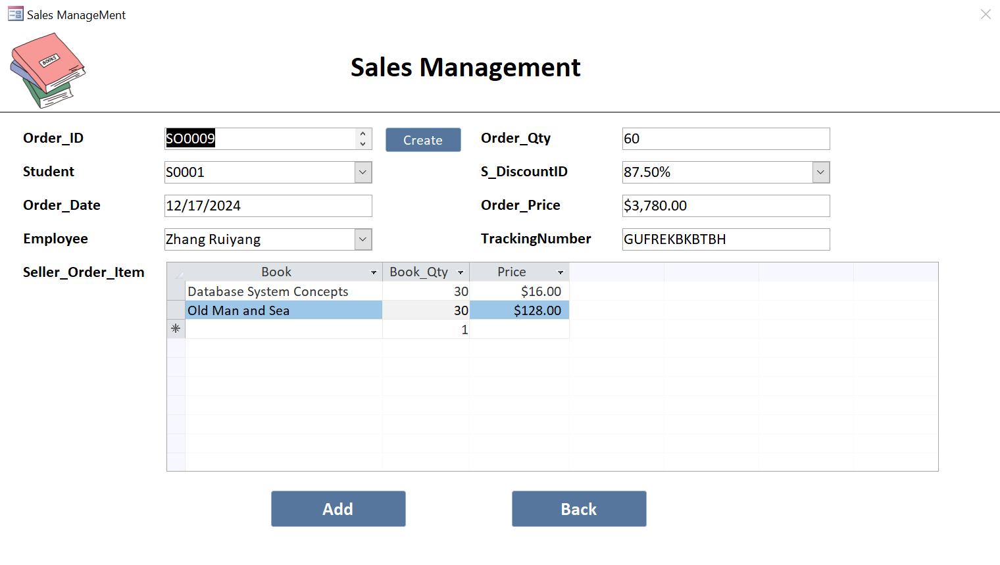 Sales ManageMent
BOOKS
Sales Management
Order_ID SO0009 Create Order_Qty 60
Student S0001 S_DiscountID 87.50%
Order_Date 12/17/2024 Order_Price $3,780.00
Employee Zhang Ruiyang TrackingNumber GUFREKBKBTBH
Seller_Order_Item Book Book_Qty Price
Database System Concepts 30 $16.00
Old Man and Sea 30 $128.00
1
Add Back